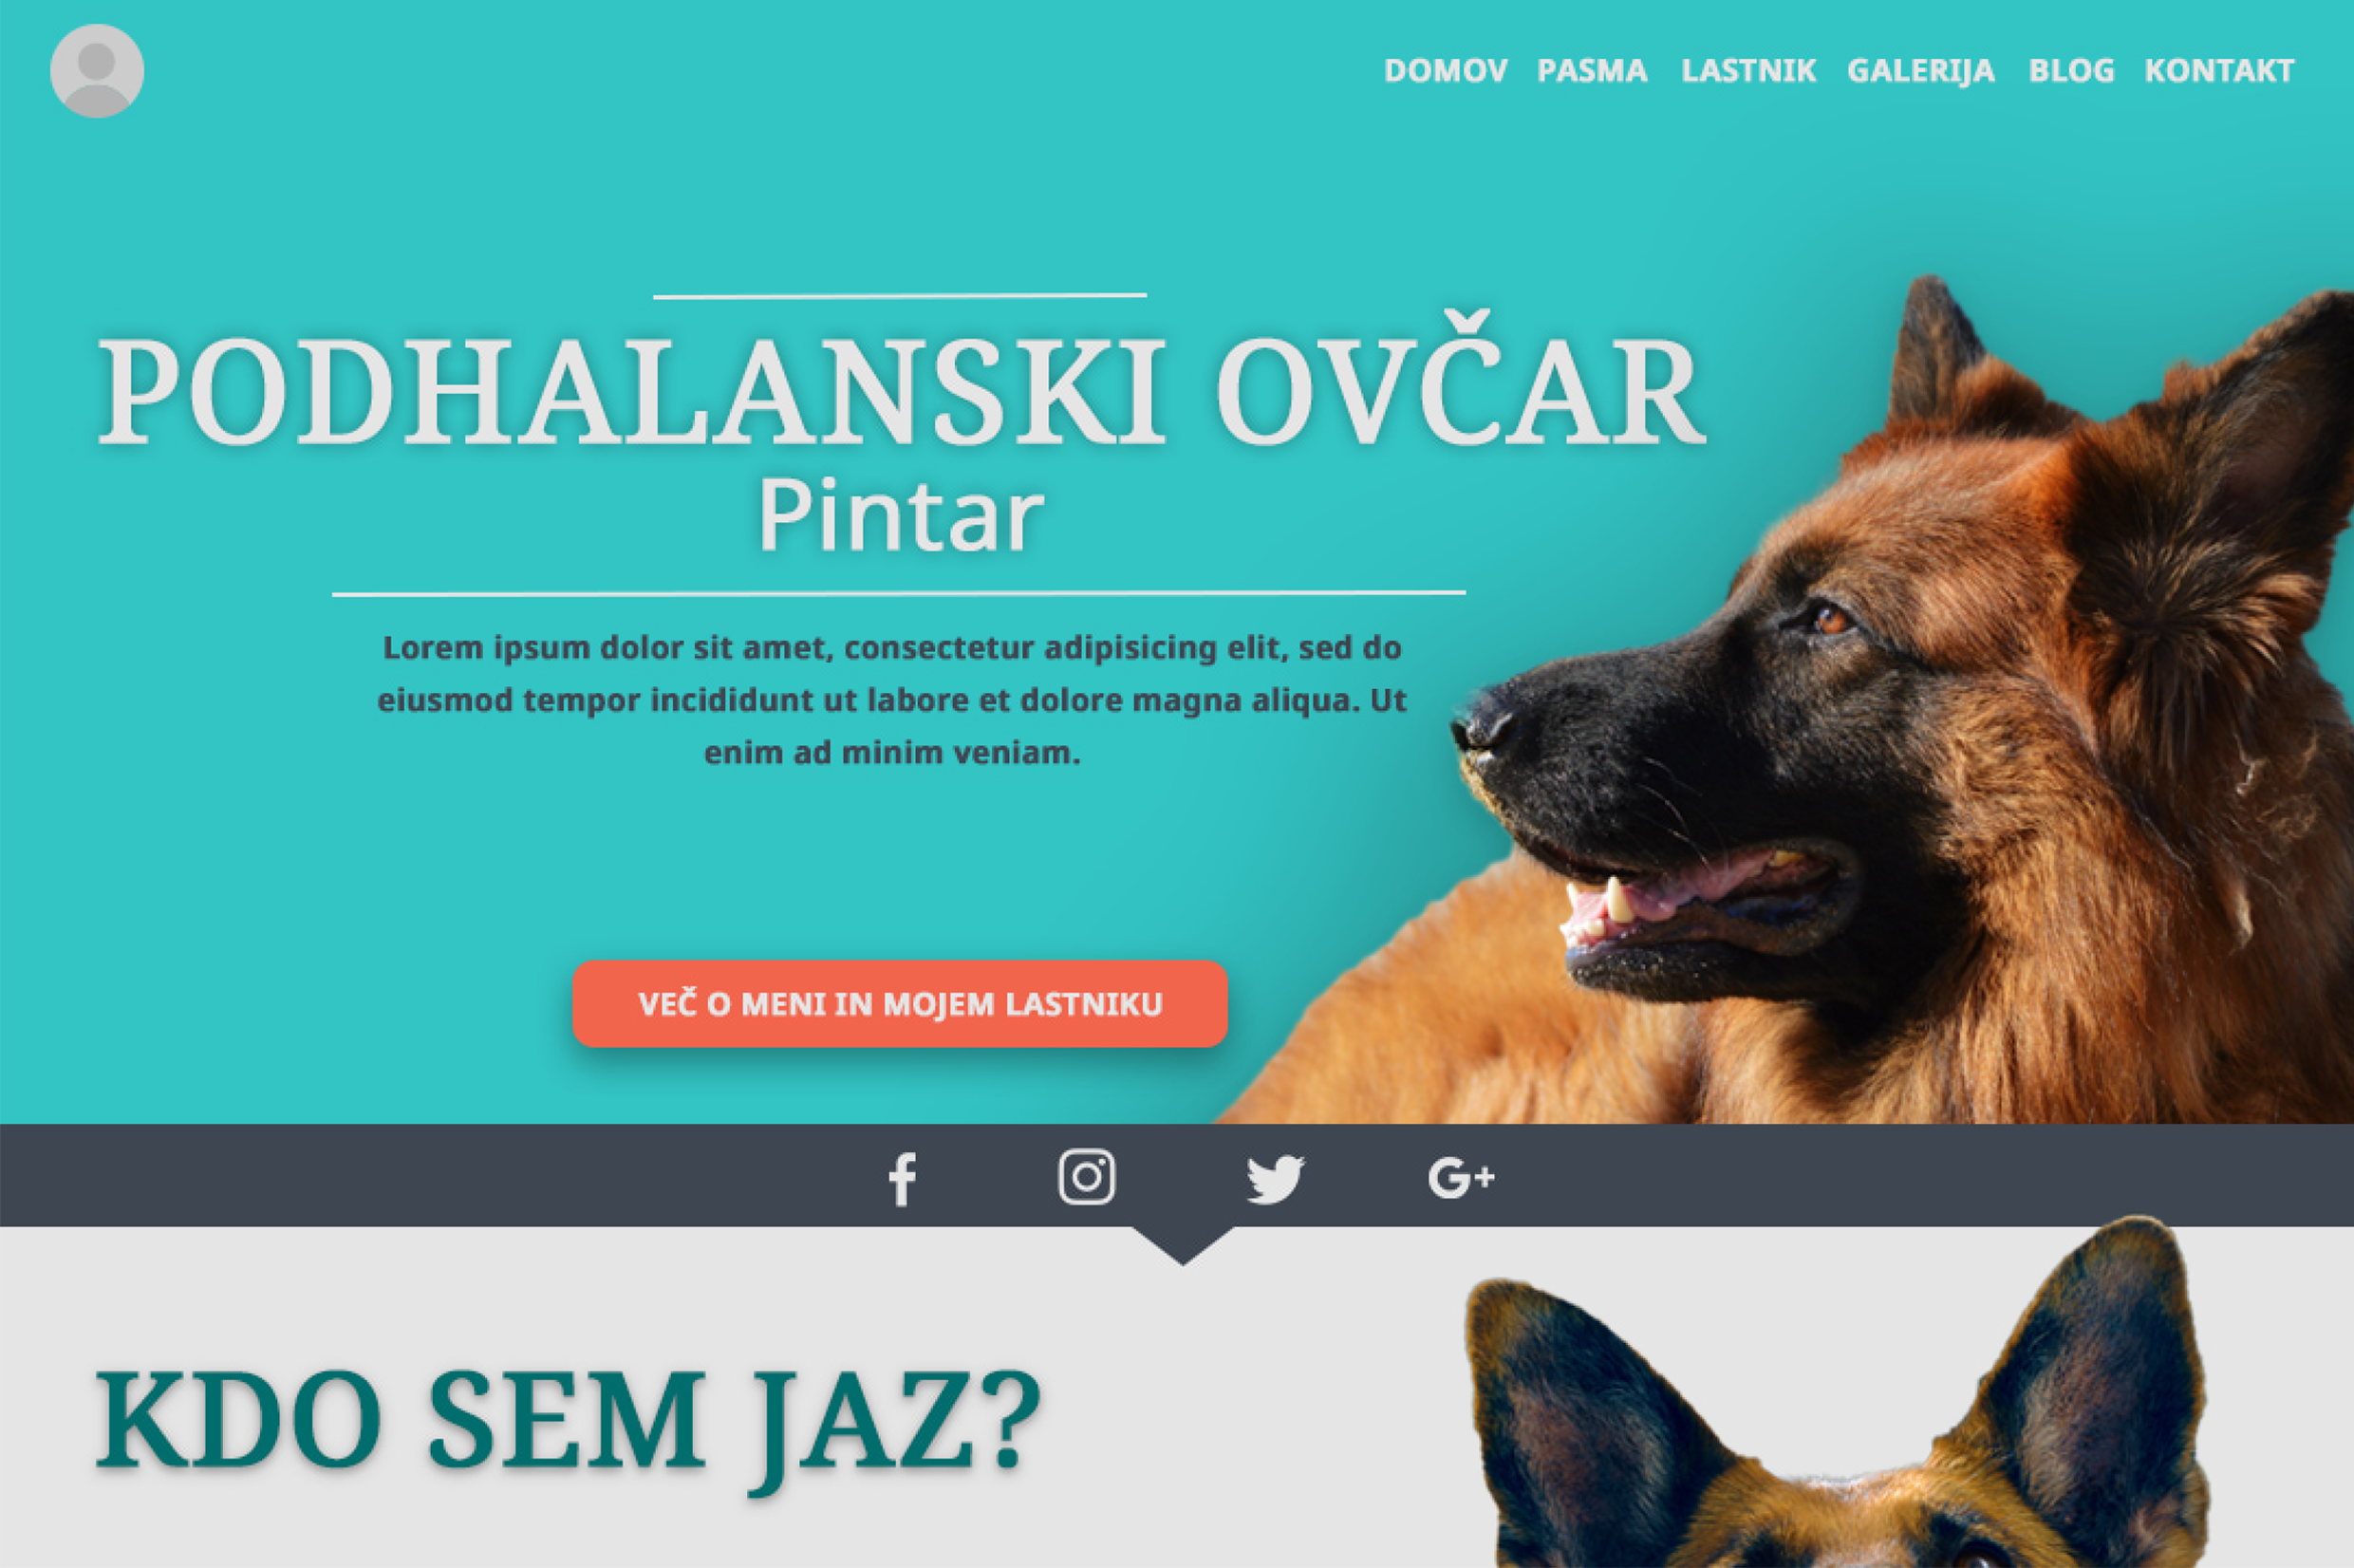 DOMOV PASMA LASTNIK GALERIJA BLOG KONTAKT
PODHALANSKI OVČAR
Pintar
Lorem ipsum dolor sit amet, consectetur adipisicing elit, sed do
eiusmod tempor incididunt ut labore et dolore magna aliqua. Ut
enim ad minim veniam.
VEČ O MENI IN MOJEM LASTNIKU
KDO SEM JAZ?